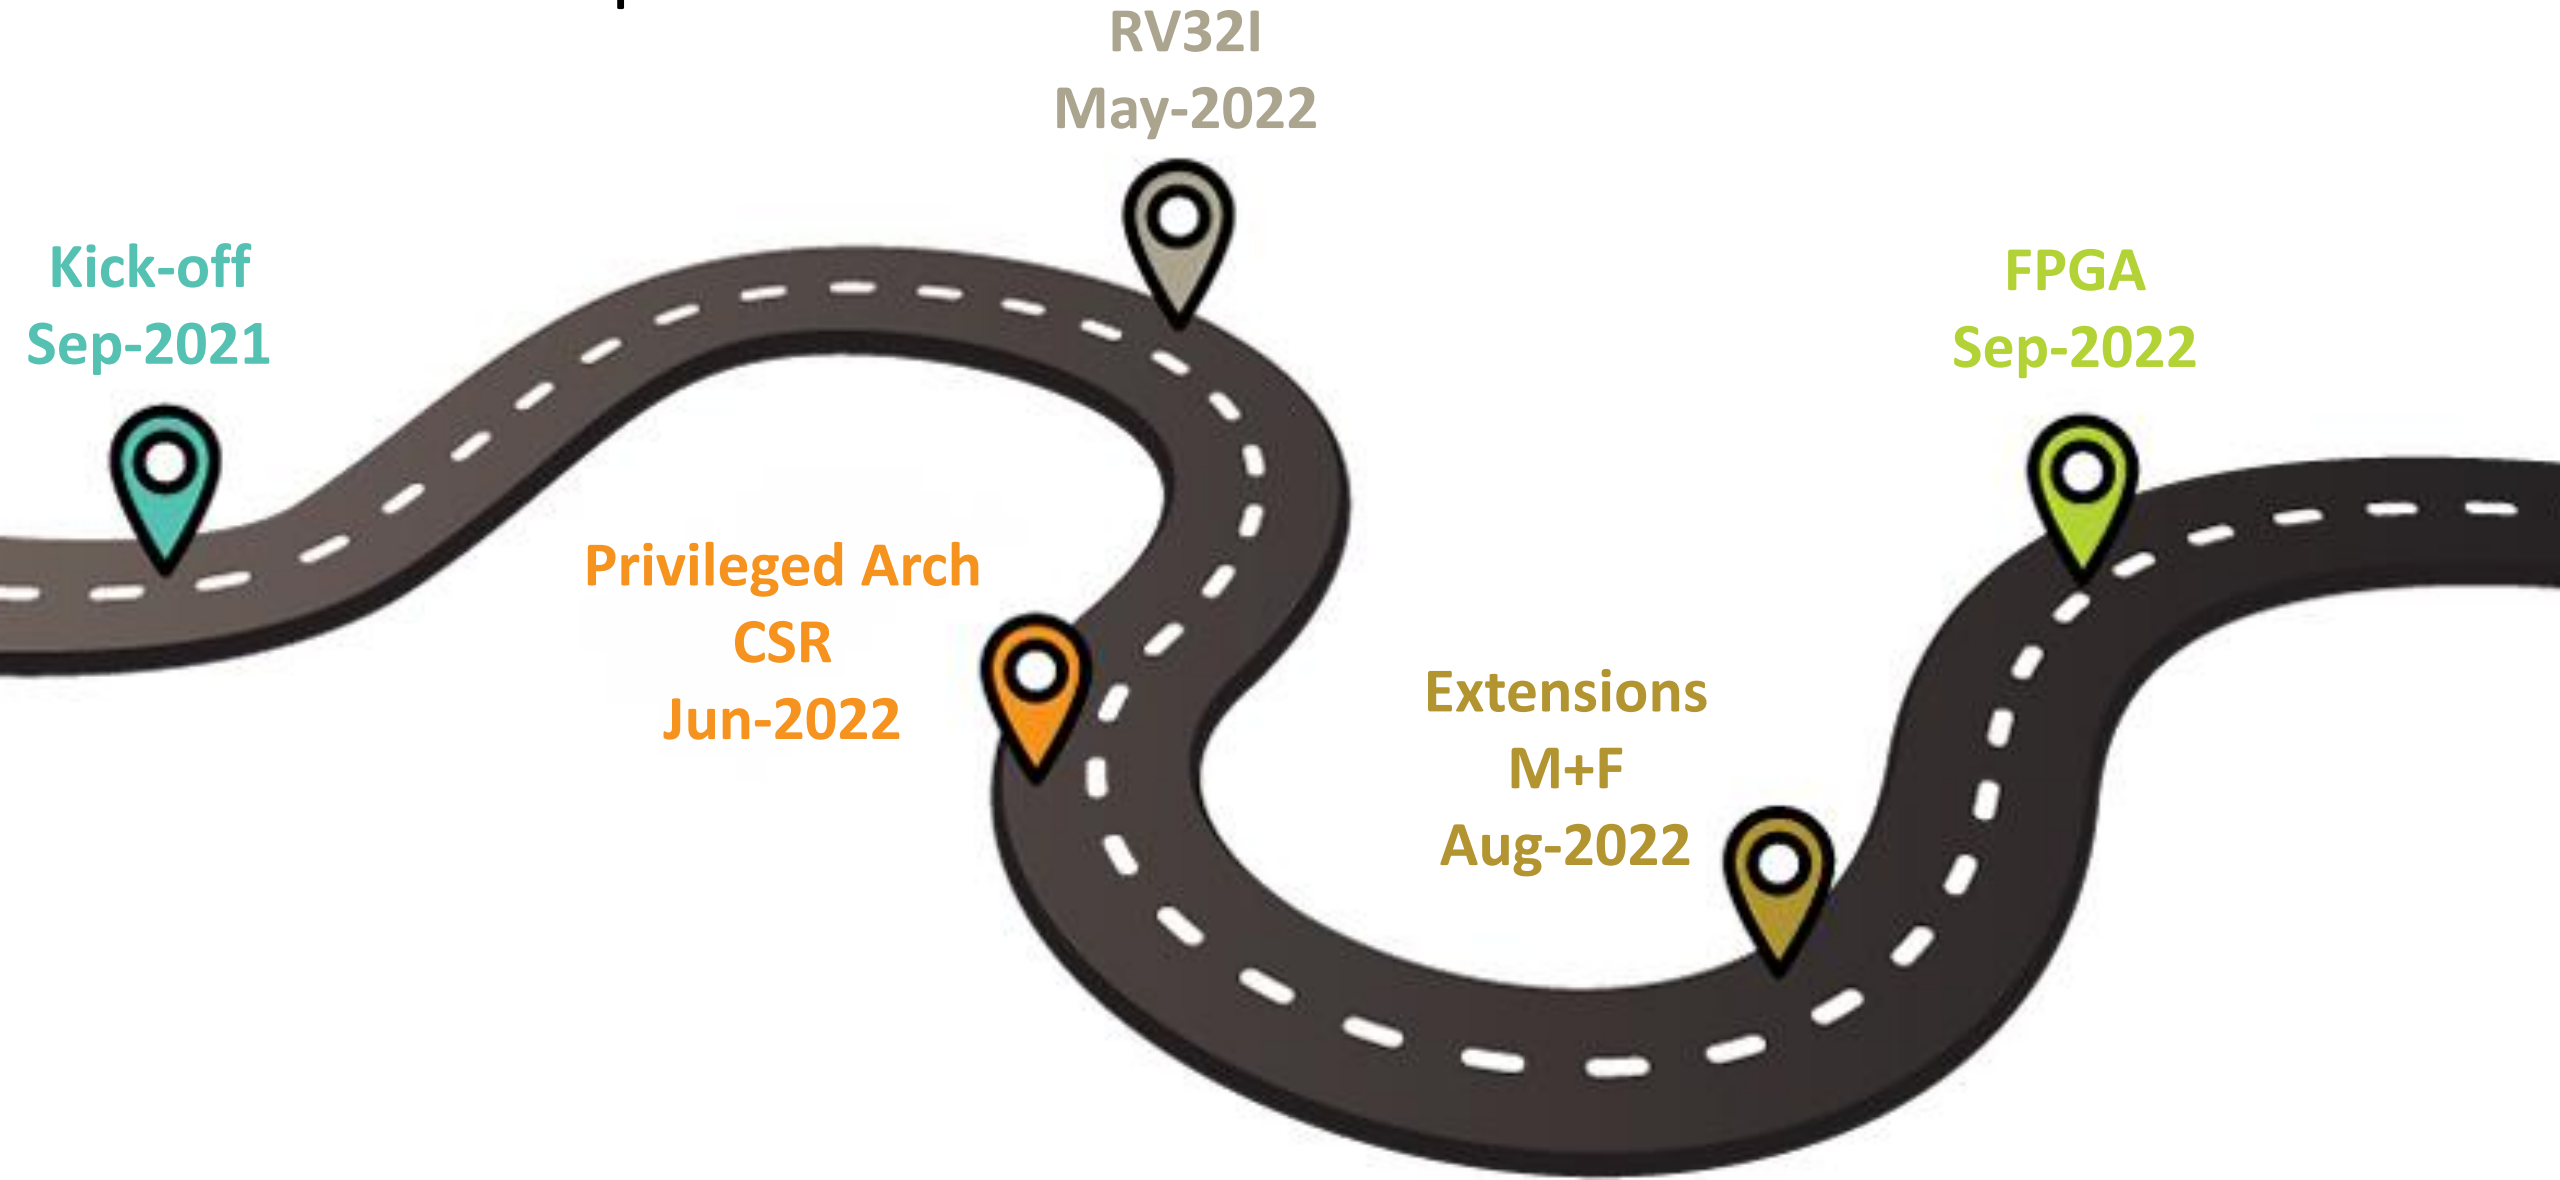 RV32I
May-2022
Kick-off
Sep-2021
FPGA
Sep-2022
Privileged Arch
CSR
Jun-2022
Extensions
M+F
Aug-2022